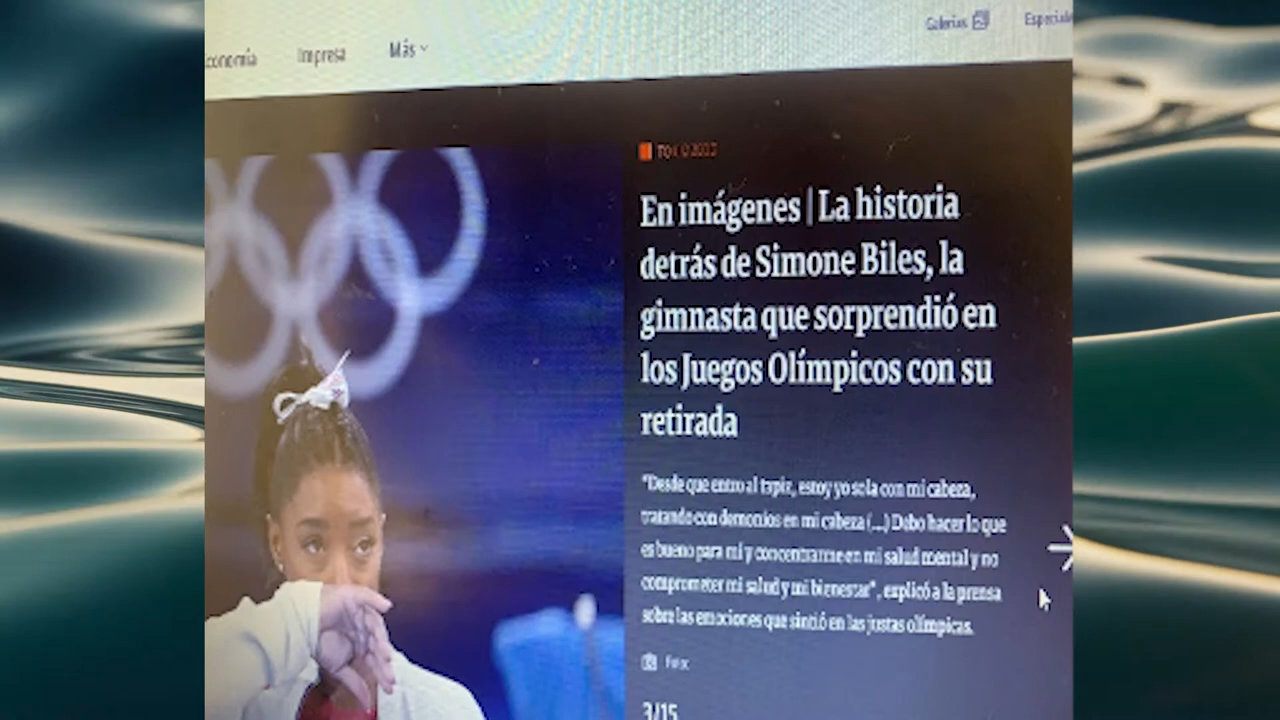 Economía Impresa Más
Galerías Especiale
TOKIO 2020
En imágenes | La historia
detrás de Simone Biles, la
gimnasta que sorprendió en
los Juegos Olímpicos con su
retirada
"Desde que entro al tapiz, estoy yo sola con mi cabeza,
tratando con demonios en mi cabeza (...) Debo hacer lo que
es bueno para mí y concentrarme en mi salud mental y no
comprometer mi salud y mi bienestar", explicó a la prensa
sobre las emociones que sintió en las justas olímpicas.
3/15